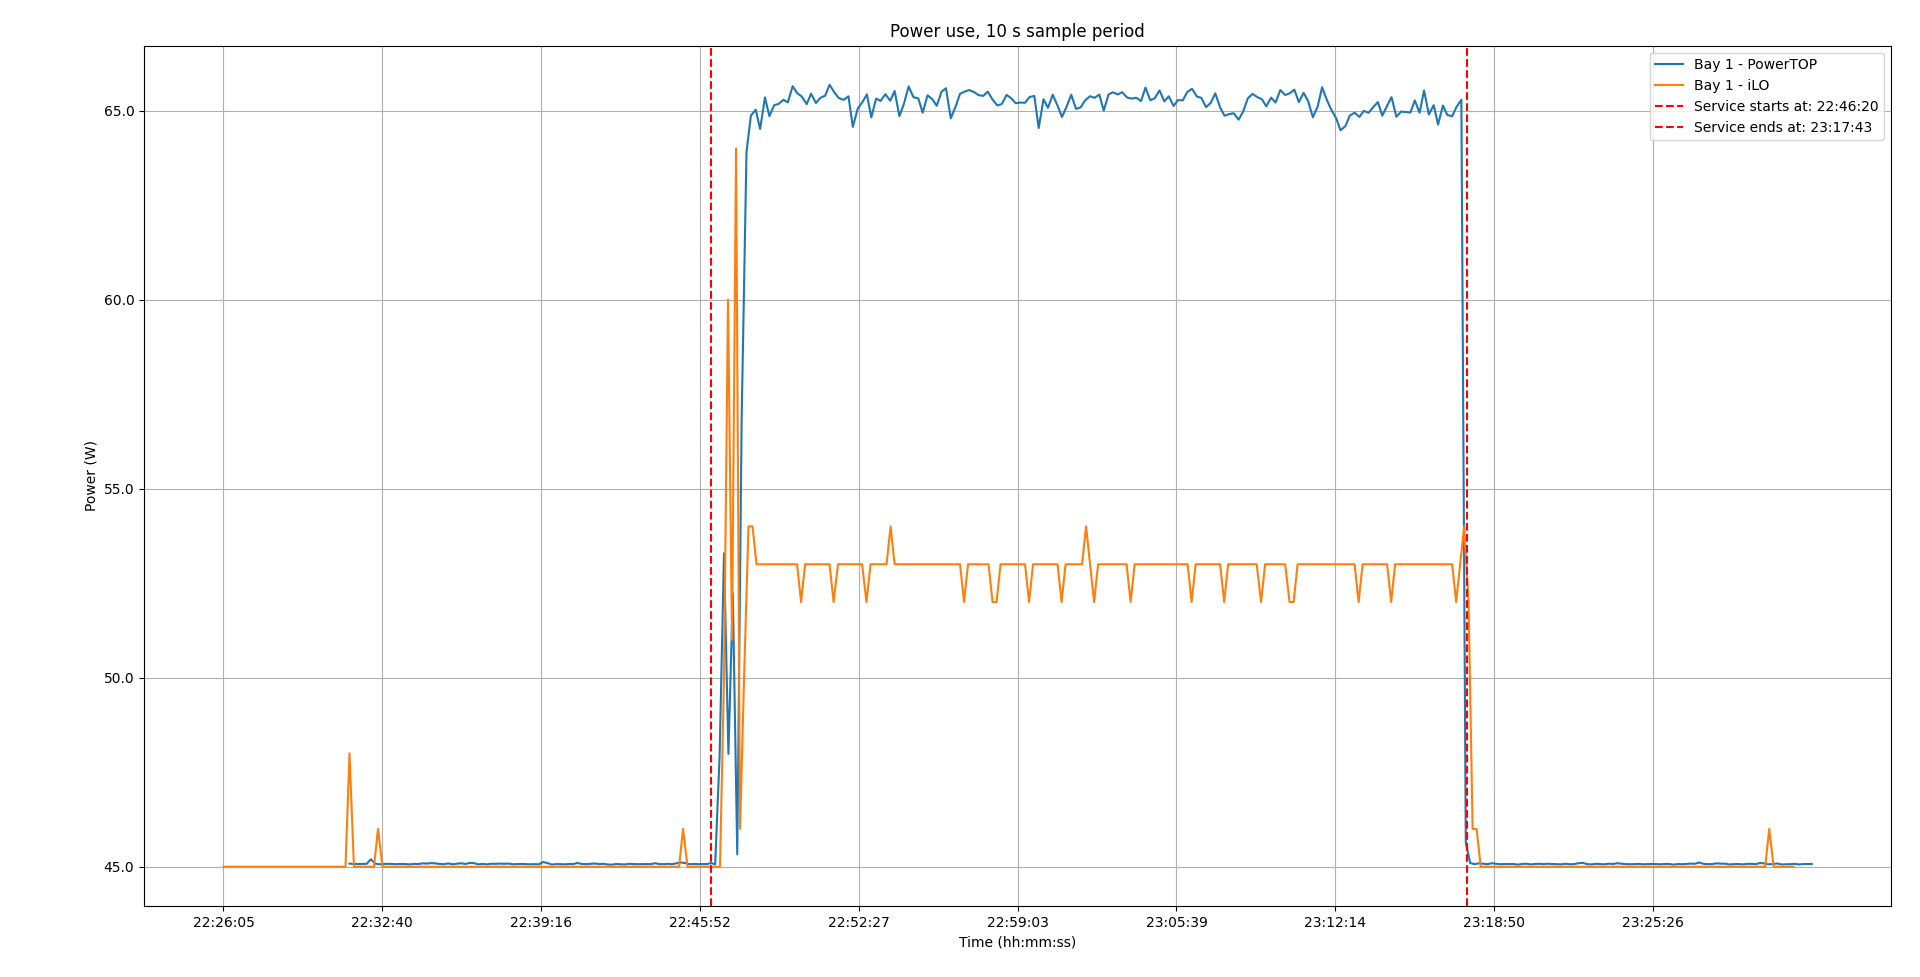 Power use, 10 s sample period
Bay 1 - PowerTOP
Bay 1 - iLO
Service starts at: 22:46:20
Service ends at: 23:17:43
Power (W)
65.0
60.0
55.0
50.0
45.0
22:26:05 22:32:40 22:39:16 22:45:52 22:52:27 22:59:03 23:05:39 23:12:14 23:18:50 23:25:26
Time (hh:mm:ss)